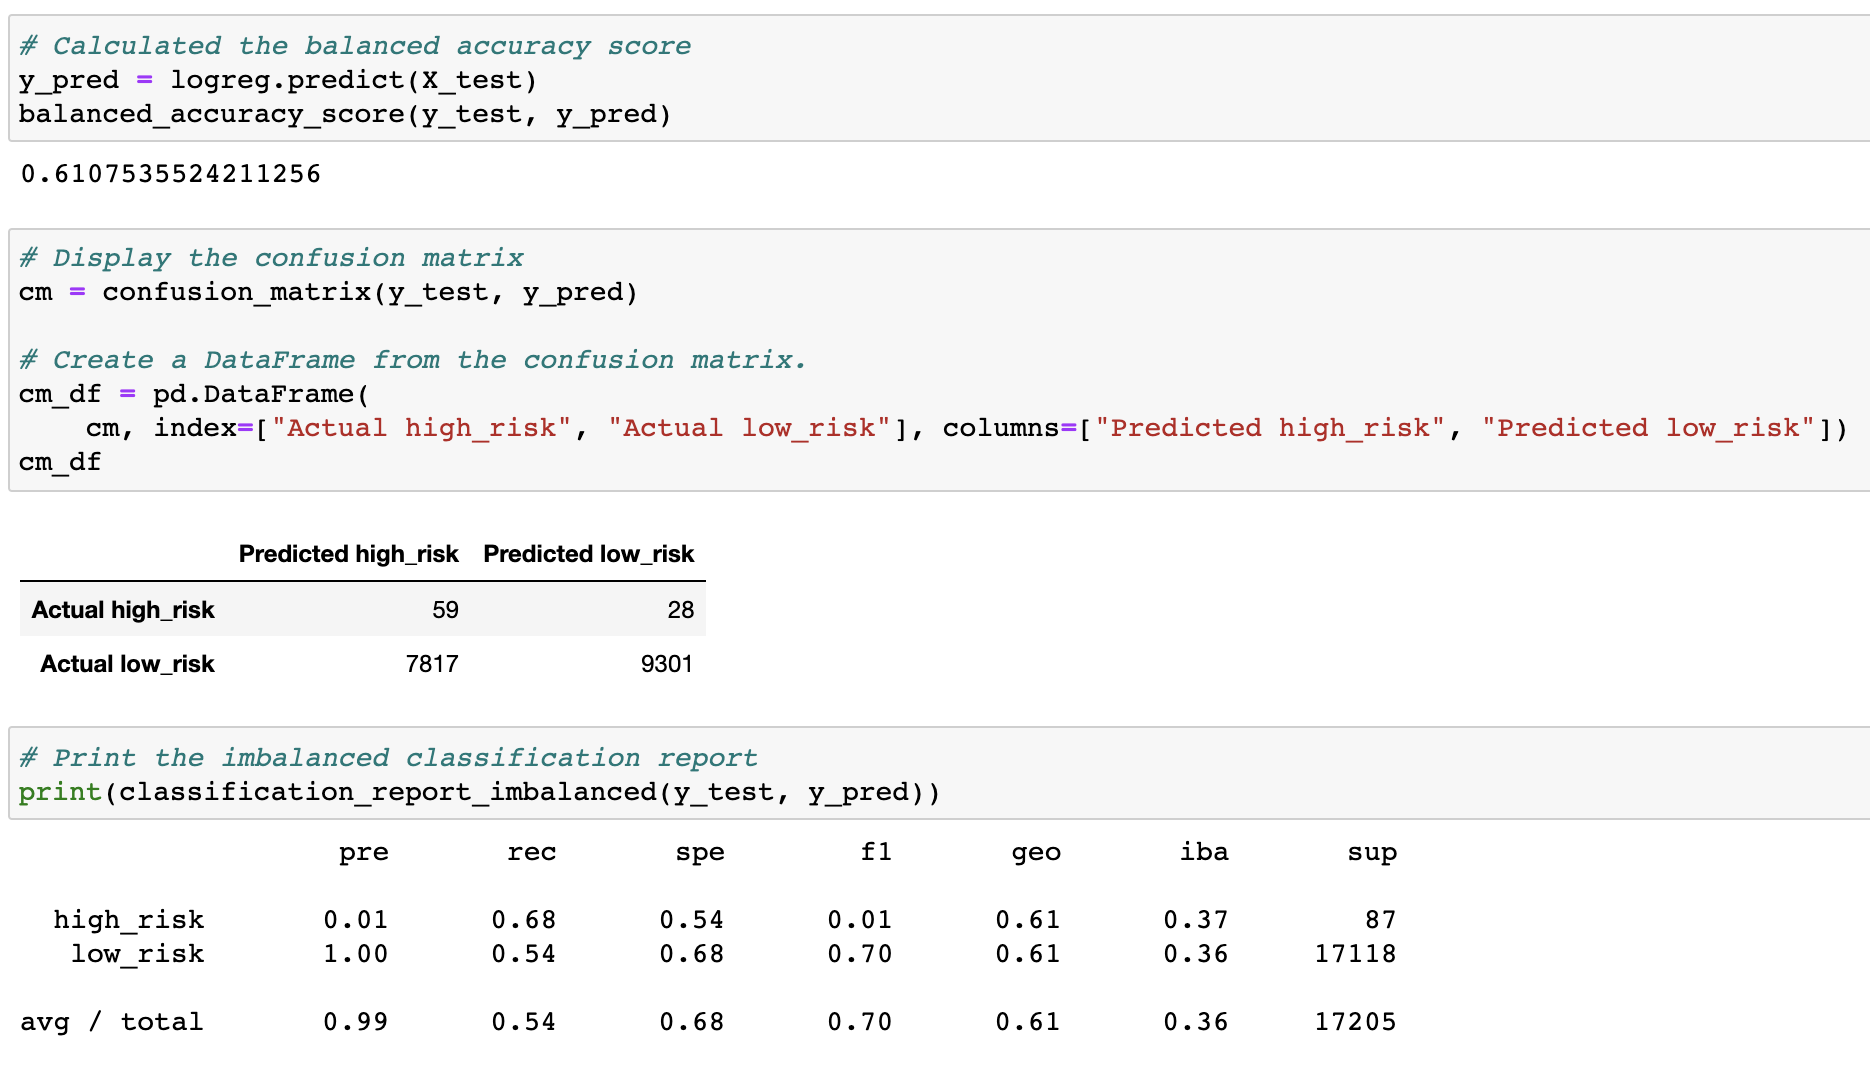 # Calculated the balanced accuracy score
y_pred = logreg.predict(X_test)
balanced_accuracy_score(y_test, y_pred)
0.6107535524211256
# Display the confusion matrix
cm = confusion_matrix(y_test, y_pred)
# Create a DataFrame from the confusion matrix.
cm_df = pd.DataFrame(
    cm, index=["Actual high_risk", "Actual low_risk"], columns=["Predicted high_risk", "Predicted low_risk"])
cm_df
Predicted high_risk Predicted low_risk
Actual high_risk 59 28
Actual low_risk 7817 9301
# Print the imbalanced classification report
print(classification_report_imbalanced(y_test, y_pred))
pre rec spe f1 geo iba sup
high_risk 0.01 0.68 0.54 0.01 0.61 0.37 87
low_risk 1.00 0.54 0.68 0.70 0.61 0.36 17118
avg / total 0.99 0.54 0.68 0.70 0.61 0.36 17205